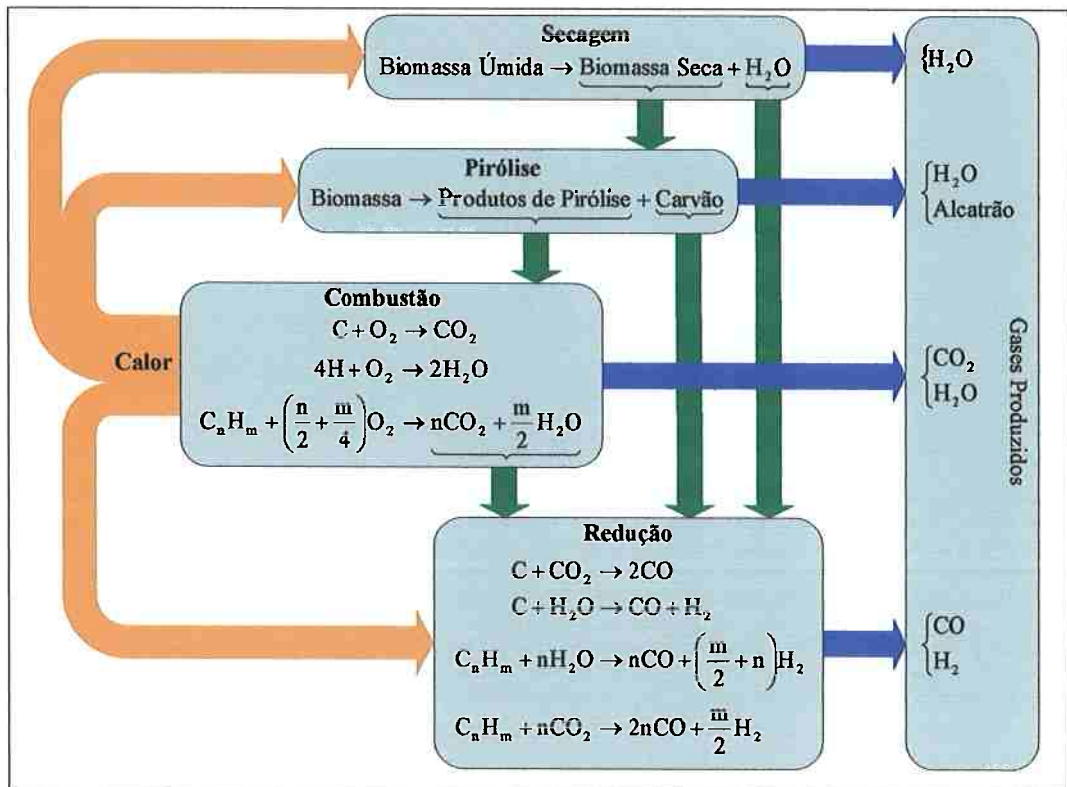 Secagem
Biomassa Úmida → Biomassa Seca + H₂O
{H₂O
Pirólise
Biomassa → Produtos de Pirólise + Carvão
{H₂O
Alcatrão
Calor
Combustão
C + O₂ → CO₂
4H + O₂ → 2H₂O
CₙHₘ + (n/2 + m/4)O₂ → nCO₂ + m/2 H₂O
{CO₂
H₂O
Gases Produzidos
Redução
C + CO₂ → 2CO
C + H₂O → CO + H₂
CₙHₘ + nH₂O → nCO + (m/2 + n)H₂
CₙHₘ + nCO₂ → 2nCO + m/2 H₂
{CO
H₂